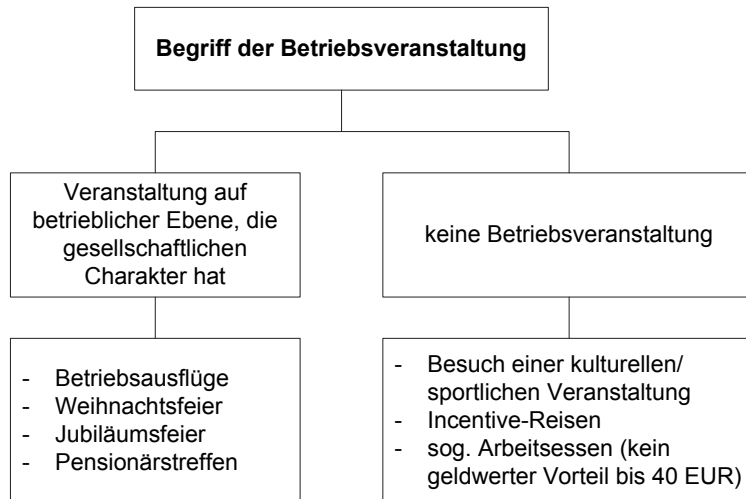 Begriff der Betriebsveranstaltung
Veranstaltung auf
betrieblicher Ebene, die
gesellschaftlichen
Charakter hat
keine Betriebsveranstaltung
- Betriebsausflüge
- Weihnachtsfeier
- Jubiläumsfeier
- Pensionärstreffen
- Besuch einer kulturellen/
sportlichen Veranstaltung
- Incentive-Reisen
- sog. Arbeitsessen (kein
geldwerter Vorteil bis 40 EUR)